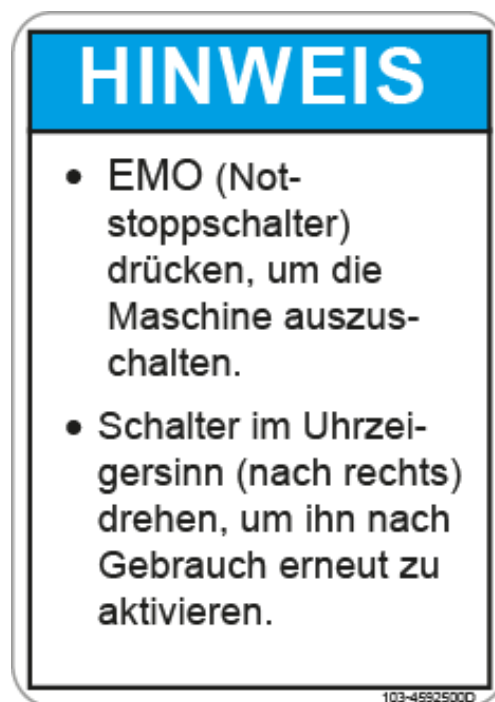 HINWEIS
• EMO (Not-
stoppschalter)
drücken, um die
Maschine auszus-
chalten.
• Schalter im Uhrzei-
gersinn (nach rechts)
drehen, um ihn nach
Gebrauch erneut zu
aktivieren.
103-4592500D